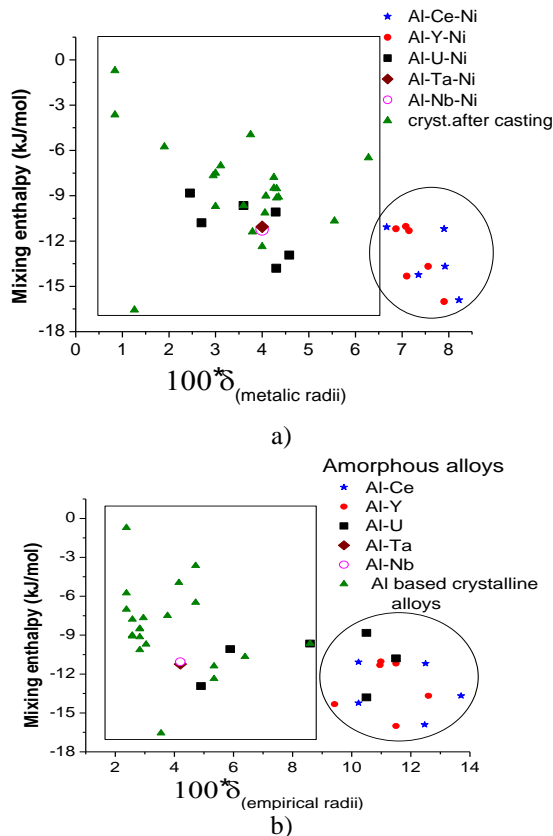 Al-Ce-Ni
Al-Y-Ni
Al-U-Ni
Al-Ta-Ni
Al-Nb-Ni
cryst.after casting
Mixing enthalpy (kJ/mol)
0
-3
-6
-9
-12
-15
-18
0 1 2 3 4 5 6 7 8
100*δ(metalic radii)
a)
Amorphous alloys
Al-Ce
Al-Y
Al-U
Al-Ta
Al-Nb
Al based crystalline
alloys
Mixing enthalpy (kJ/mol)
0
-3
-6
-9
-12
-15
-18
2 4 6 8 10 12 14
100*δ(empirical radii)
b)